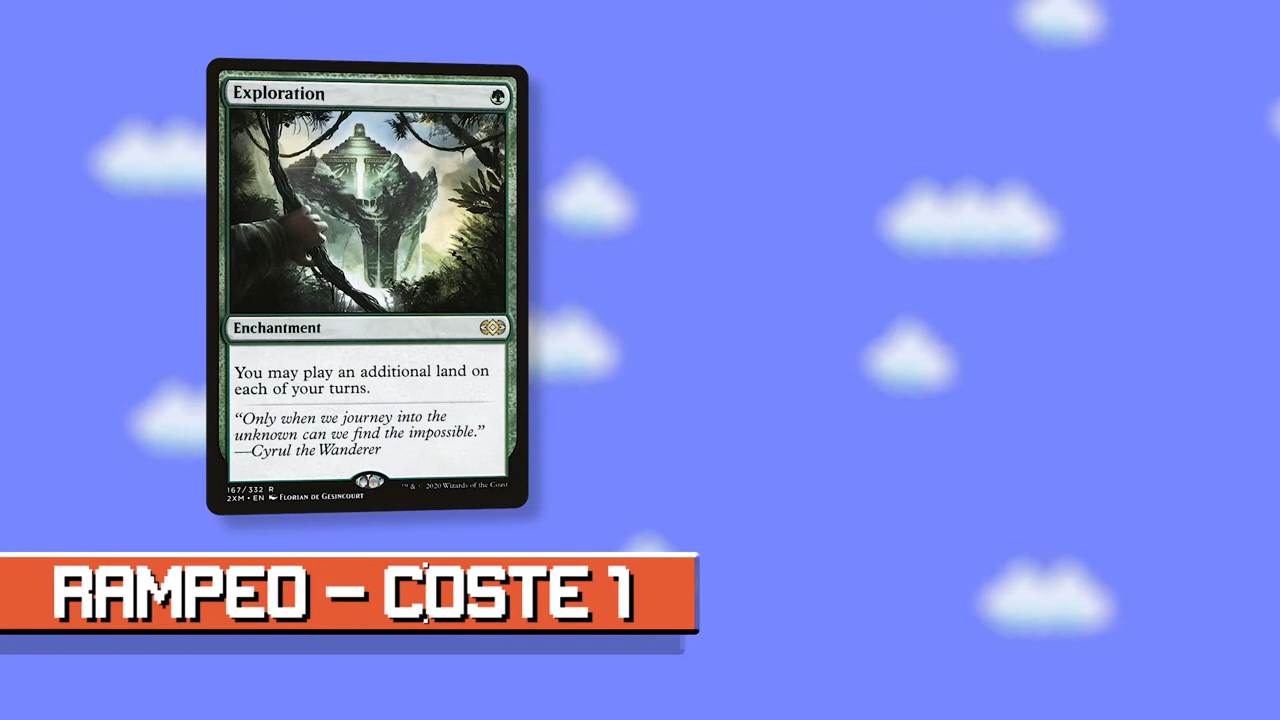 Exploration
Enchantment
You may play an additional land on
each of your turns.
“Only when we journey into the
unknown can we find the impossible.”
—Cyrul the Wanderer
167/332 R
2XM • EN FLORIAN DE GESINCOURT
™ & 2020 Wizards of the Coast
RAMPEO – COSTE 1